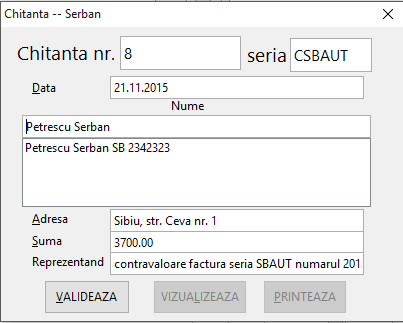 Chitanta -- Serban
Chitanta nr. 8 seria CSBAUT
Data 21.11.2015
Nume
Petrescu Serban
Petrescu Serban SB 2342323
Adresa Sibiu, str. Ceva nr. 1
Suma 3700.00
Reprezentand contravaloare factura seria SBAUT numarul 201
VALIDEAZA VIZUALIZEAZA PRINTEAZA